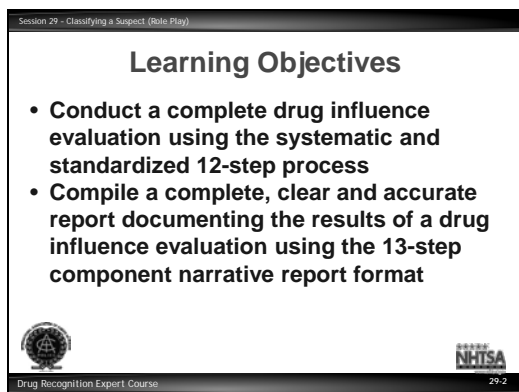 Session 29 - Classifying a Suspect (Role Play)
Learning Objectives
• Conduct a complete drug influence
evaluation using the systematic and
standardized 12-step process
• Compile a complete, clear and accurate
report documenting the results of a drug
influence evaluation using the 13-step
component narrative report format
NHTSA
Drug Recognition Expert Course
29-2